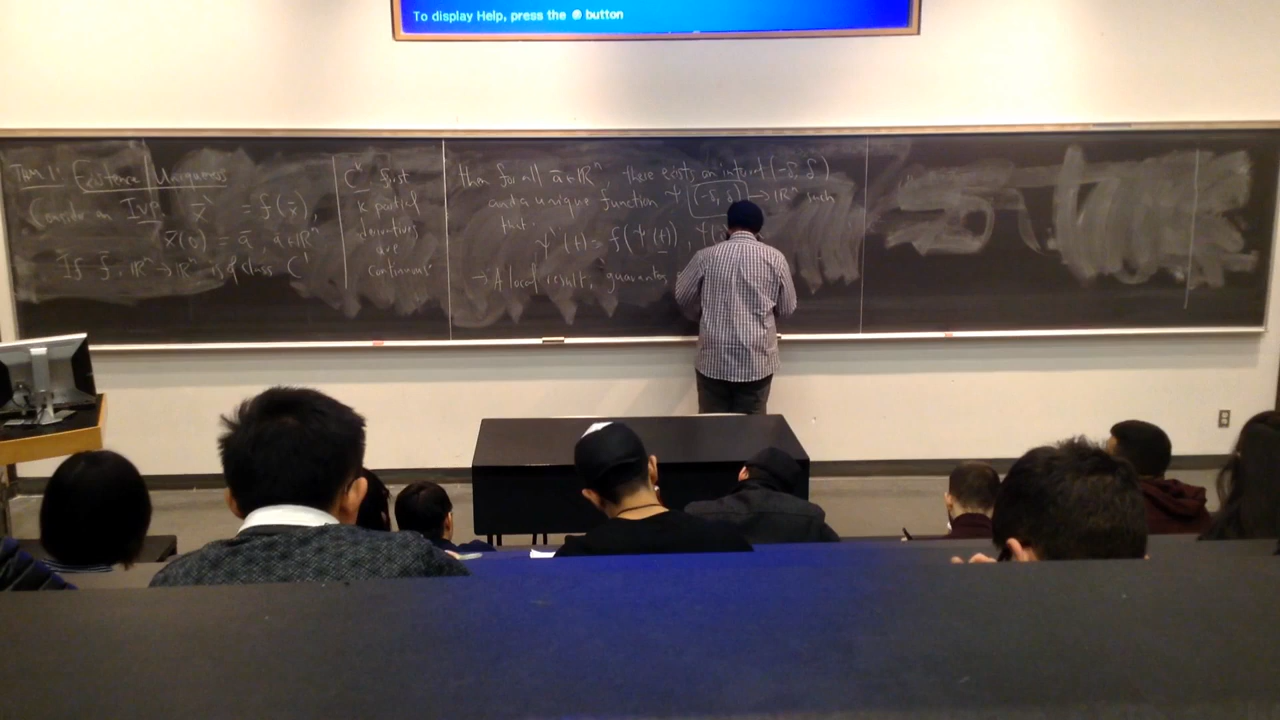 To display Help, press the ⊛ button
Thm 1: Existence Uniqueness
Consider an IVP. x̄' = f(x̄),
x̄(0) = ā, ā∈ℝⁿ
If f: ℝⁿ → ℝⁿ is of class C¹
Cᵏ first
k partial
derivatives
are
continuous
then for all ā∈ℝⁿ there exists an interval (-δ, δ)
and a unique function Ψ (-δ, δ) → ℝⁿ such
that:
Ψ'(t) = f(Ψ(t)), Ψ(
→ A local result, guarantees